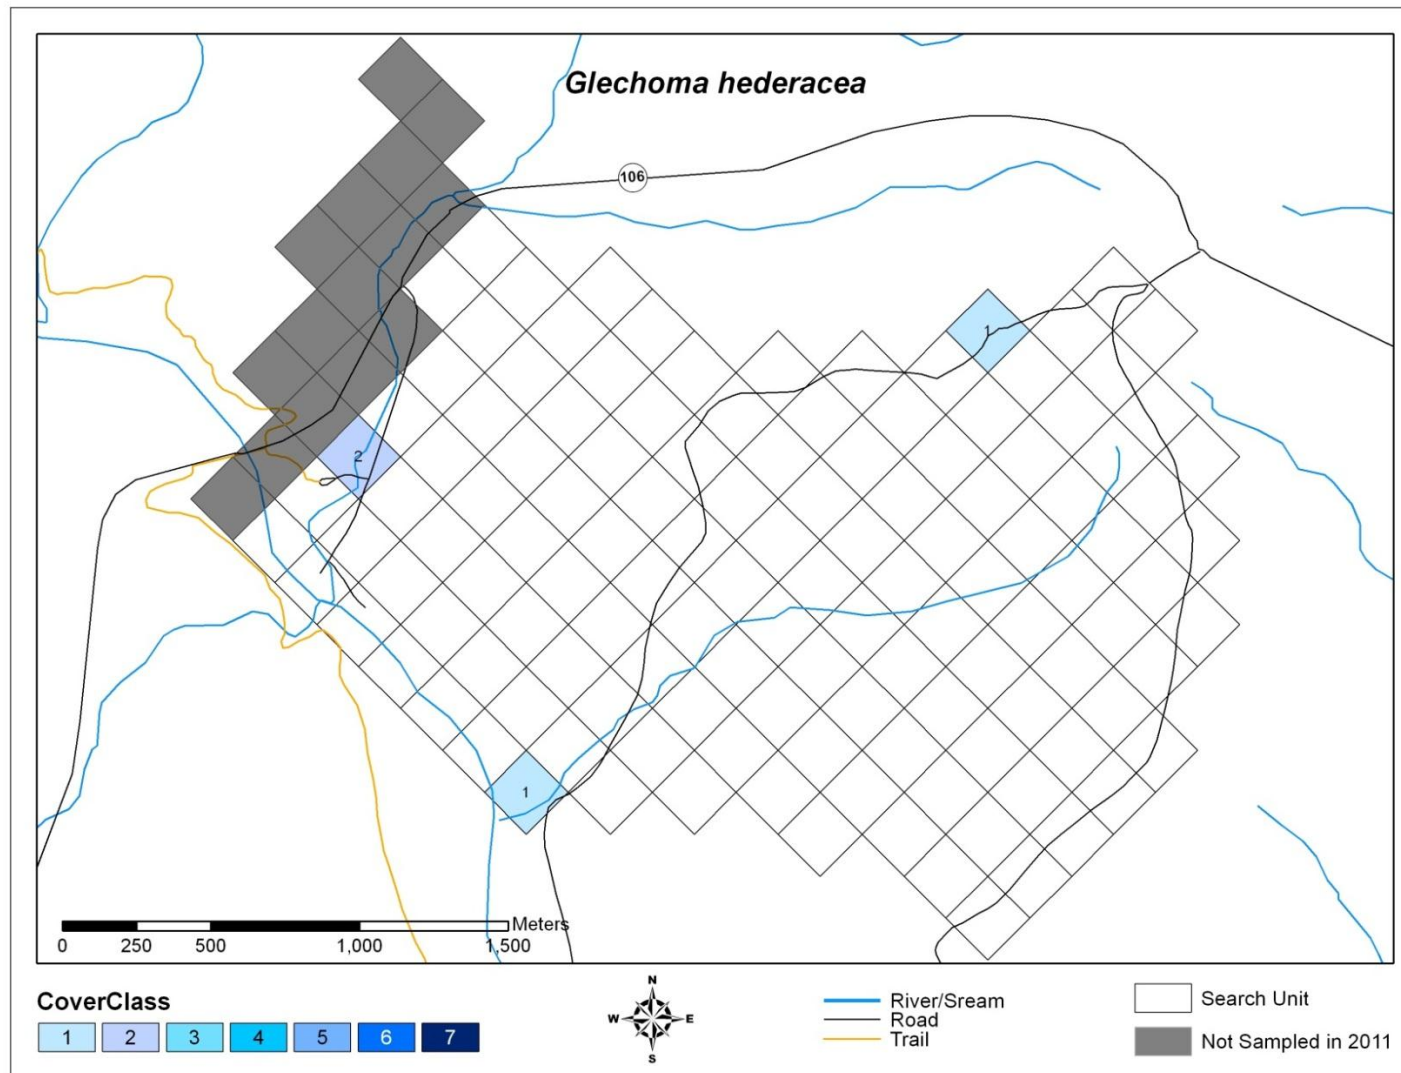 Glechoma hederacea
106
1
2
1
Meters
0 250 500 1,000 1,500
CoverClass
1 2 3 4 5 6 7
N
W E
S
River/Sream
Road
Trail
Search Unit
Not Sampled in 2011